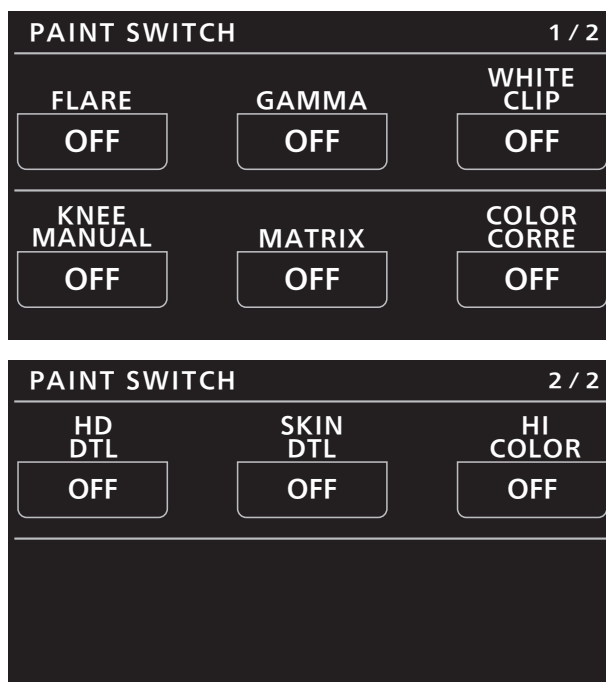 PAINT SWITCH 1 / 2
FLARE GAMMA WHITE CLIP
OFF OFF OFF
KNEE MANUAL MATRIX COLOR CORRE
OFF OFF OFF
PAINT SWITCH 2 / 2
HD DTL SKIN DTL HI COLOR
OFF OFF OFF